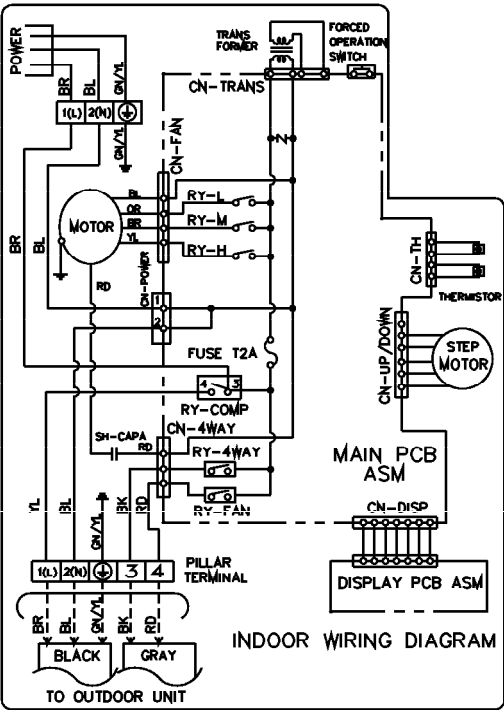 POWER
BR
BL
GN/YL
1(L) 2(N)
GN/YL
TRANS
FORMER
FORCED
OPERATION
SWITCH
CN-TRANS
CN-FAN
Z
BL
OR
BR
YL
MOTOR
RY-L
RY-M
RY-H
BR
BL
RD
CN-POWER
1
2
CN-TH
THERMISTOR
CN-UP/DOWN
STEP
MOTOR
FUSE T2A
4 3
RY-COMP
CN-4WAY
SH-CAPA
RD
RY-4WAY
RY-FAN
MAIN PCB
ASM
CN-DISP
YL
BL
GN/YL
BK
RD
1(L) 2(N) 3 4
PILLAR
TERMINAL
DISPLAY PCB ASM
BR
BL
GN/YL
BK
RD
BLACK
GRAY
INDOOR WIRING DIAGRAM
TO OUTDOOR UNIT